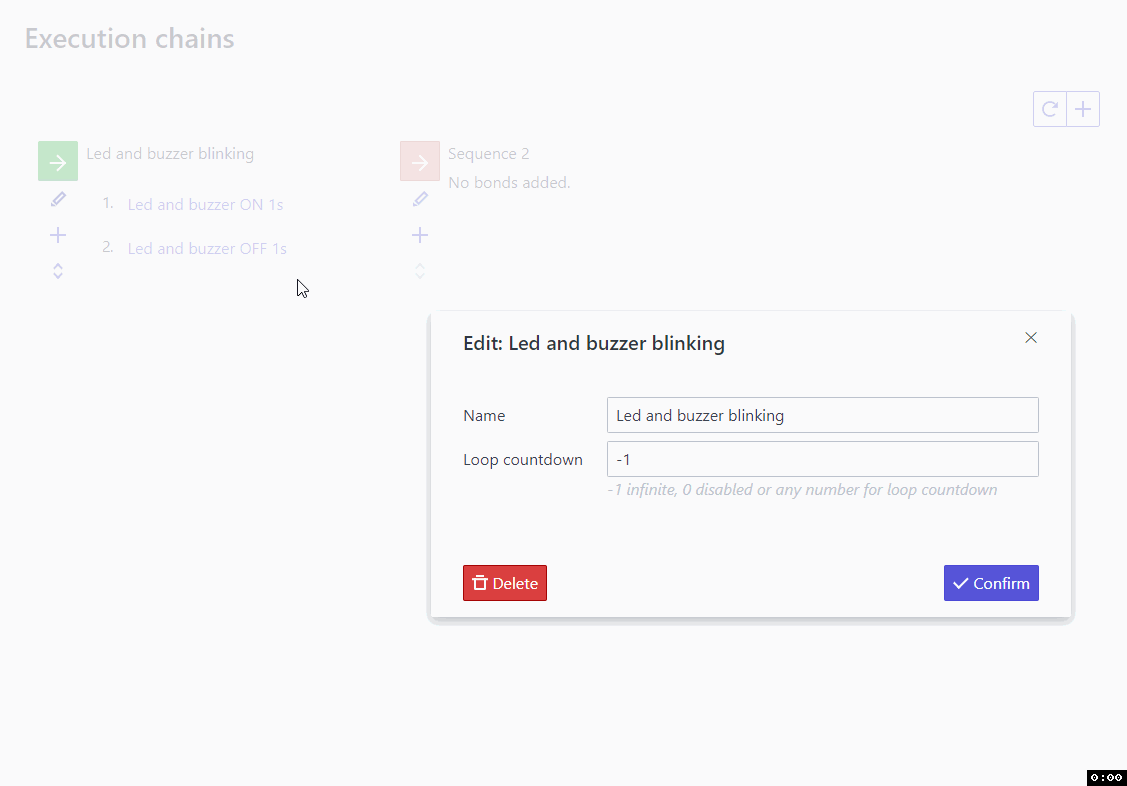 Execution chains
Led and buzzer blinking
1. Led and buzzer ON 1s
2. Led and buzzer OFF 1s
Sequence 2
No bonds added.
Edit: Led and buzzer blinking
Name
Led and buzzer blinking
Loop countdown
-1
-1 infinite, 0 disabled or any number for loop countdown
Delete
Confirm
0:00